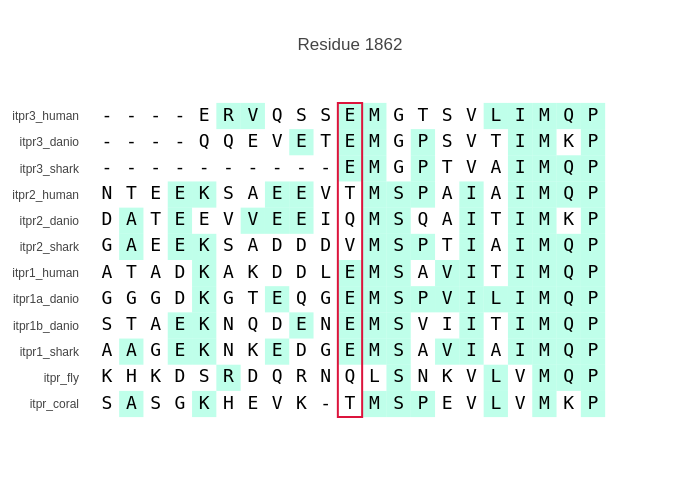 Residue 1862
itpr3_human - - - - E R V Q S S E M G T S V L I M Q P
itpr3_danio - - - - Q Q E V E T E M G P S V T I M K P
itpr3_shark - - - - - - - - - - E M G P T V A I M Q P
itpr2_human N T E E K S A E E V T M S P A I A I M Q P
itpr2_danio D A T E E V V E E I Q M S Q A I T I M K P
itpr2_shark G A E E K S A D D D V M S P T I A I M Q P
itpr1_human A T A D K A K D D L E M S A V I T I M Q P
itpr1a_danio G G G D K G T E Q G E M S P V I L I M Q P
itpr1b_danio S T A E K N Q D E N E M S V I I T I M Q P
itpr1_shark A A G E K N K E D G E M S A V I A I M Q P
itpr_fly K H K D S R D Q R N Q L S N K V L V M Q P
itpr_coral S A S G K H E V K - T M S P E V L V M K P